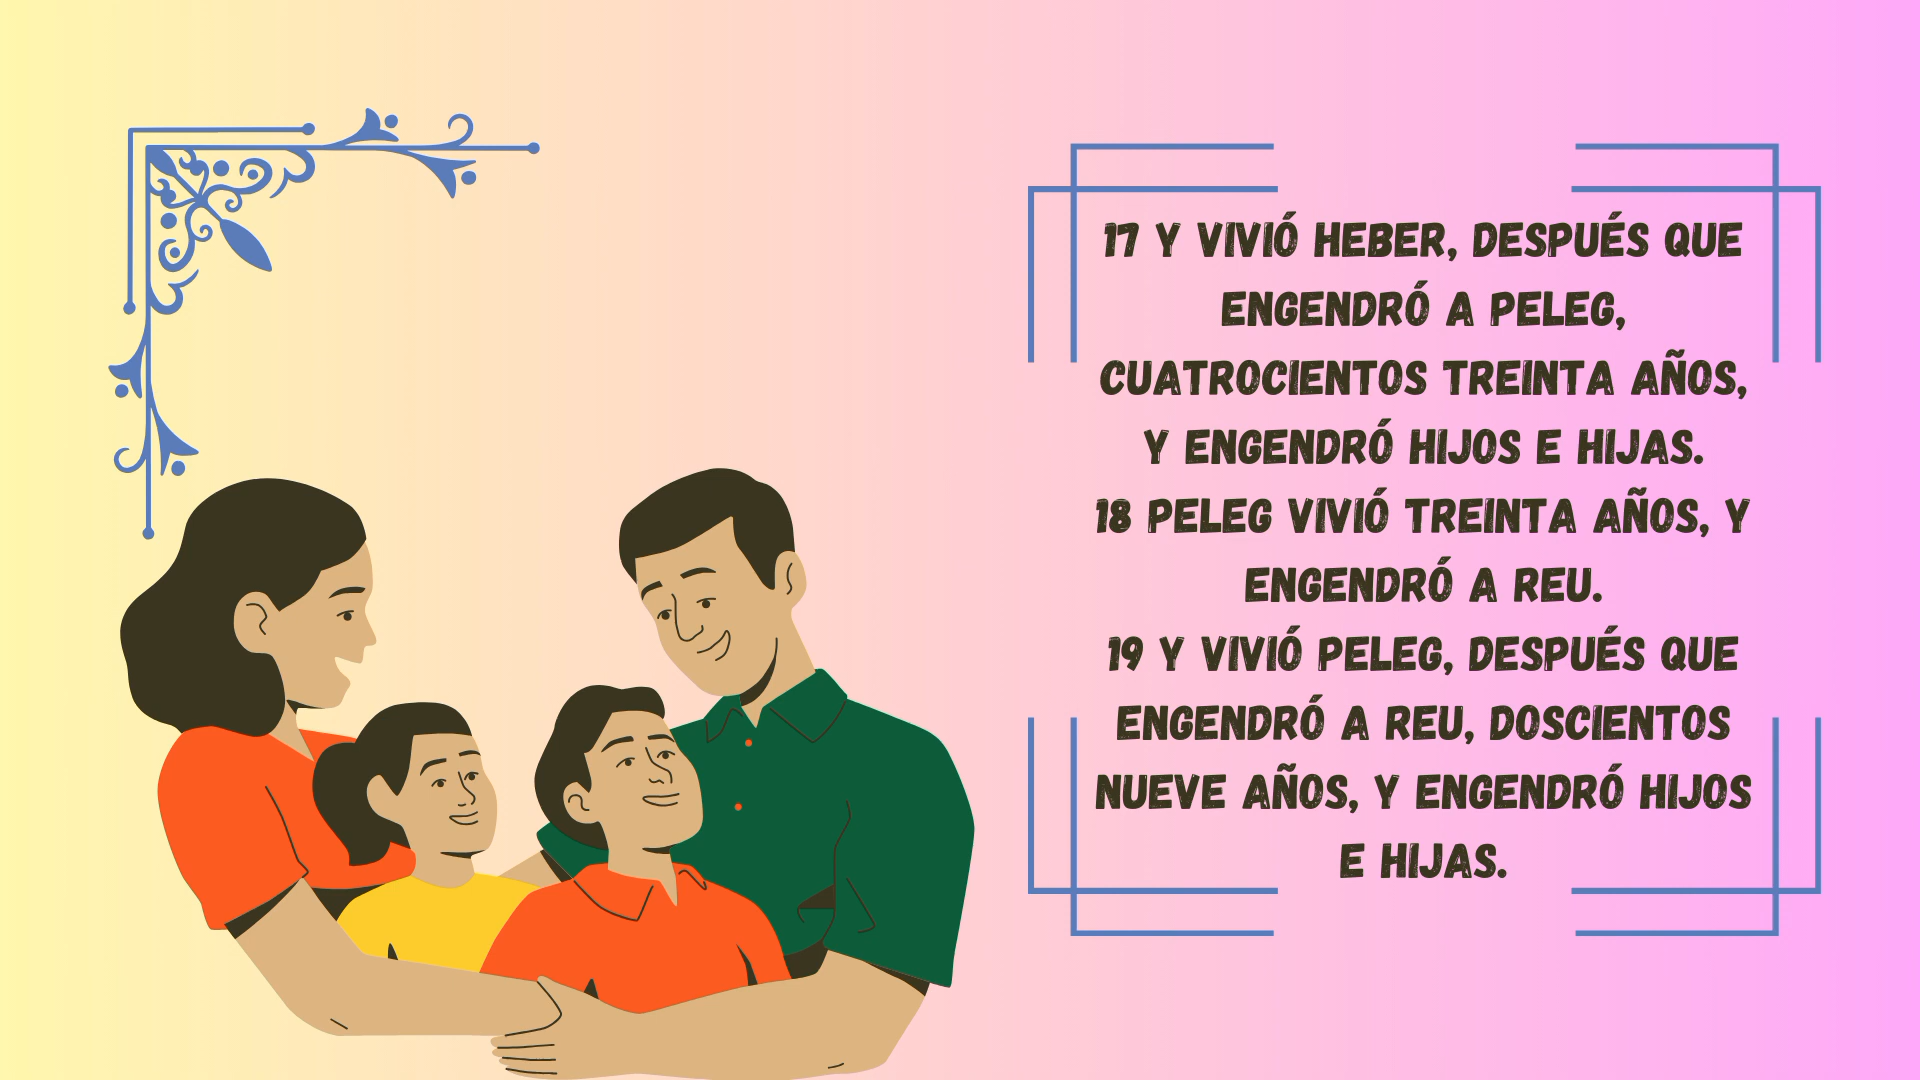 17 Y VIVIÓ HEBER, DESPUÉS QUE
ENGENDRÓ A PELEG,
CUATROCIENTOS TREINTA AÑOS,
Y ENGENDRÓ HIJOS E HIJAS.
18 PELEG VIVIÓ TREINTA AÑOS, Y
ENGENDRÓ A REU.
19 Y VIVIÓ PELEG, DESPUÉS QUE
ENGENDRÓ A REU, DOSCIENTOS
NUEVE AÑOS, Y ENGENDRÓ HIJOS
E HIJAS.